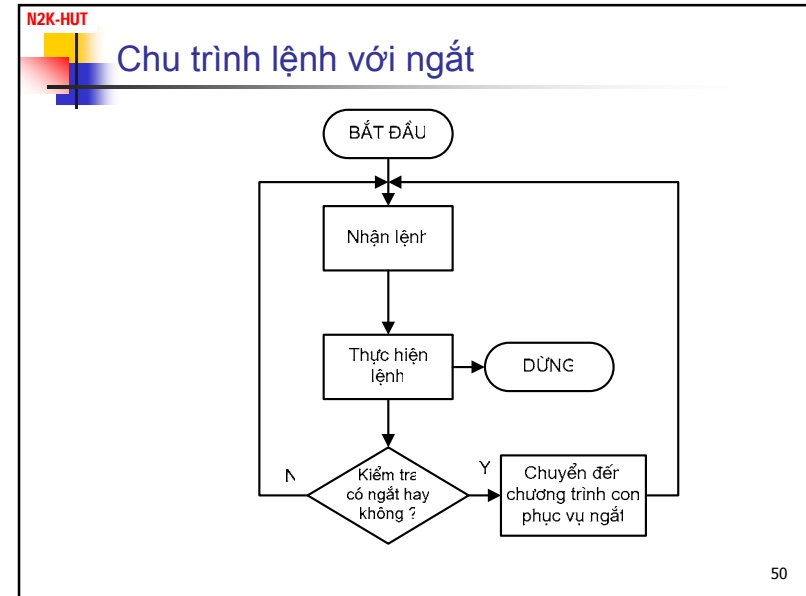 N2K-HUT
Chu trình lệnh với ngắt
BẮT ĐẦU
Nhận lệnh
Thực hiện
lệnh
DỪNG
Kiểm tra
có ngắt hay
không ?
N
Y
Chuyển đến
chương trình con
phục vụ ngắt
50